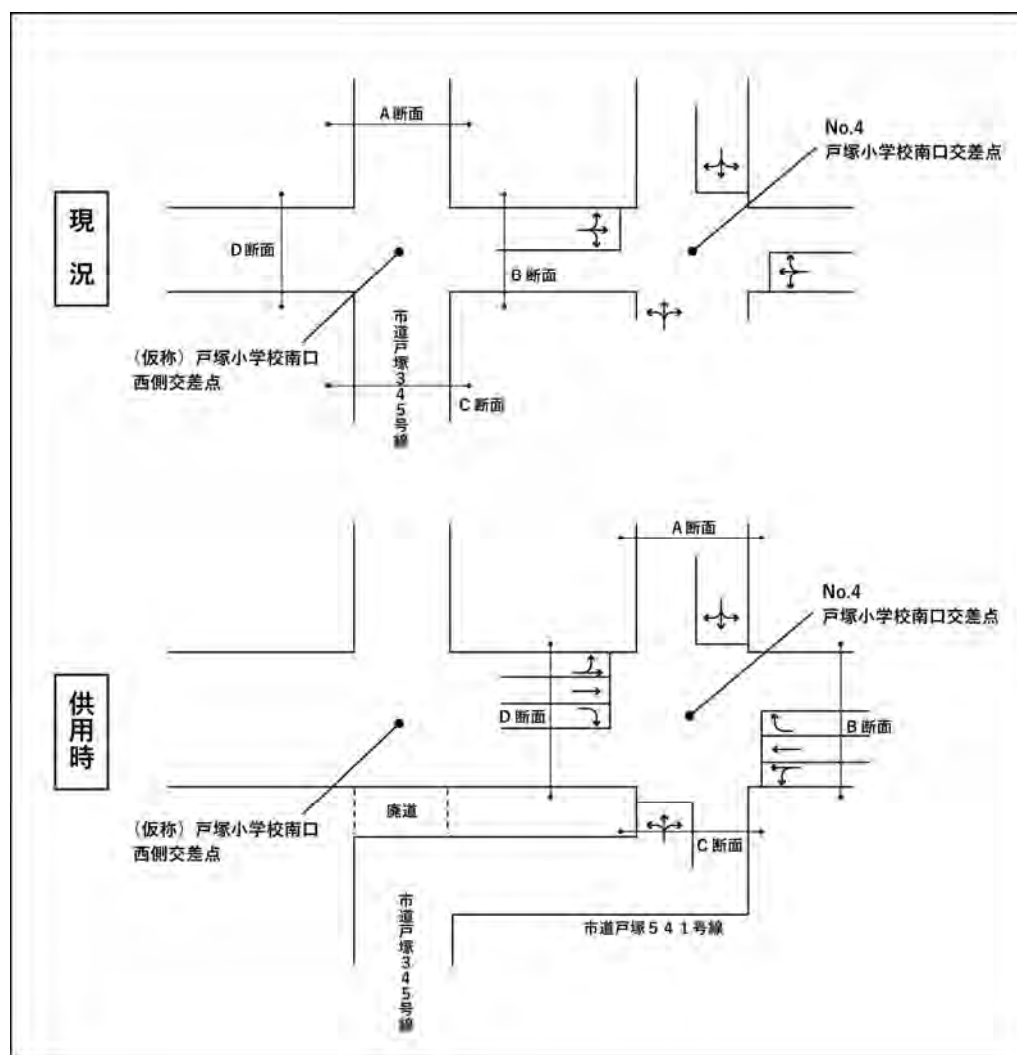 A断面
No.4
戸塚小学校南口交差点
現況
D断面
B断面
(仮称)戸塚小学校南口
西側交差点
市道戸塚345号線
C断面
A断面
No.4
戸塚小学校南口交差点
供用時
D断面
B断面
(仮称)戸塚小学校南口
西側交差点
廃道
C断面
市道戸塚541号線
市道戸塚345号線